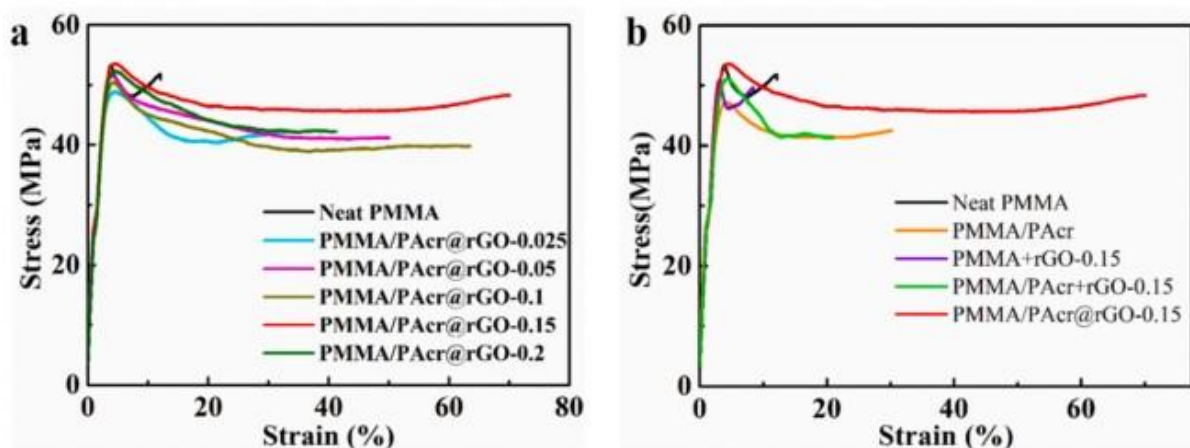 a
60
40
20
0
Stress (MPa)
Neat PMMA
PMMA/PAcr@rGO-0.025
PMMA/PAcr@rGO-0.05
PMMA/PAcr@rGO-0.1
PMMA/PAcr@rGO-0.15
PMMA/PAcr@rGO-0.2
0 20 40 60 80
Strain (%)
b
60
40
20
0
Stress(MPa)
Neat PMMA
PMMA/PAcr
PMMA+rGO-0.15
PMMA/PAcr+rGO-0.15
PMMA/PAcr@rGO-0.15
0 20 40 60
Strain (%)